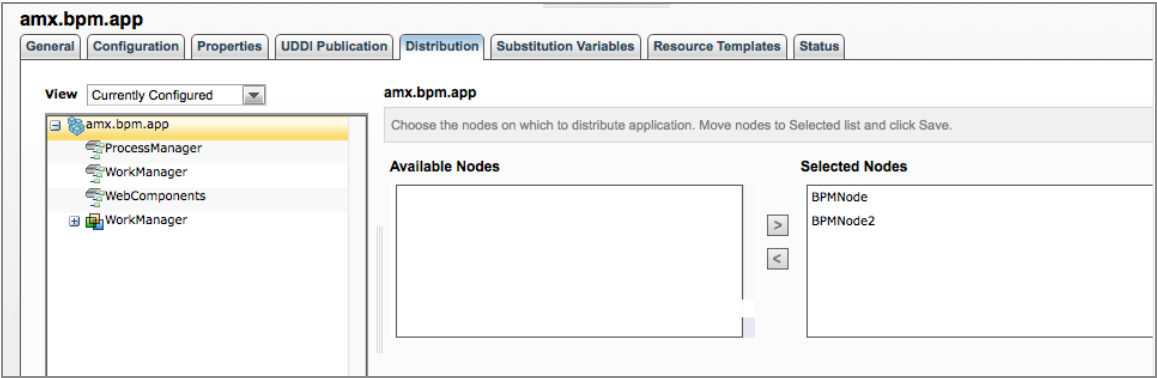 amx.bpm.app
General Configuration Properties UDDI Publication Distribution Substitution Variables Resource Templates Status
View Currently Configured
amx.bpm.app
ProcessManager
WorkManager
WebComponents
WorkManager
amx.bpm.app
Choose the nodes on which to distribute application. Move nodes to Selected list and click Save.
Available Nodes
>
<
Selected Nodes
BPMNode
BPMNode2